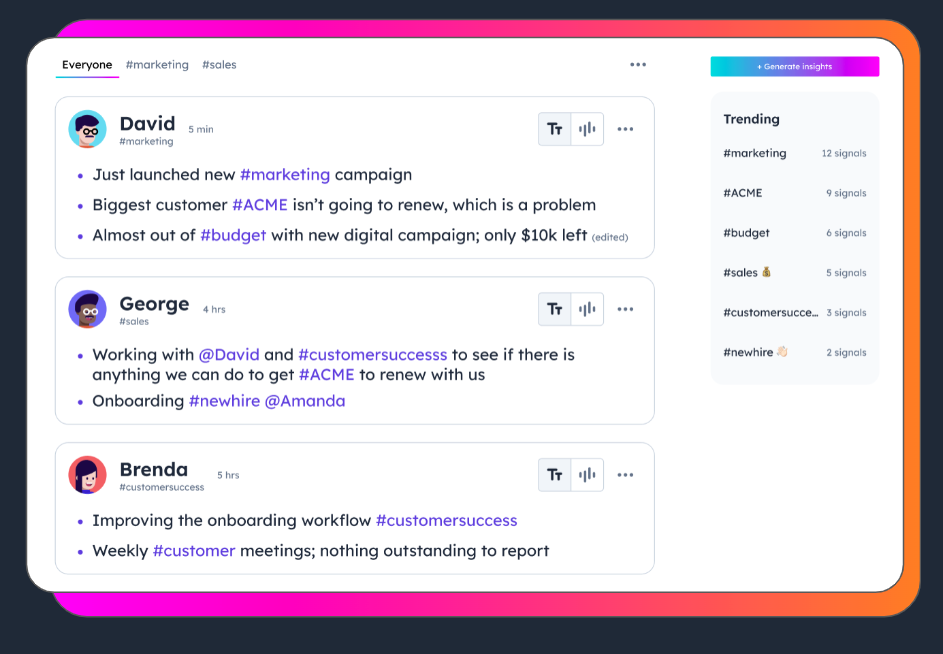 Everyone #marketing #sales
+ Generate insights
David 5 min
#marketing
Tт
Just launched new #marketing campaign
Biggest customer #ACME isn’t going to renew, which is a problem
Almost out of #budget with new digital campaign; only $10k left (edited)
George 4 hrs
#sales
Tт
Working with @David and #customersuccesss to see if there is
anything we can do to get #ACME to renew with us
Onboarding #newhire @Amanda
Brenda 5 hrs
#customersuccess
Tт
Improving the onboarding workflow #customersuccess
Weekly #customer meetings; nothing outstanding to report
Trending
#marketing 12 signals
#ACME 9 signals
#budget 6 signals
#sales 💰 5 signals
#customersucce... 3 signals
#newhire 👋🏻 2 signals